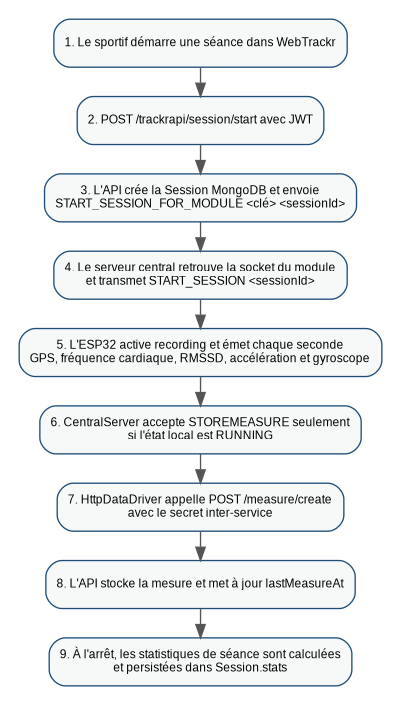 1. Le sportif démarre une séance dans WebTrackr
2. POST /trackrapi/session/start avec JWT
3. L'API crée la Session MongoDB et envoie
START_SESSION_FOR_MODULE <clé> <sessionId>
4. Le serveur central retrouve la socket du module
et transmet START_SESSION <sessionId>
5. L'ESP32 active recording et émet chaque seconde
GPS, fréquence cardiaque, RMSSD, accélération et gyroscope
6. CentralServer accepte STOREMEASURE seulement
si l'état local est RUNNING
7. HttpDataDriver appelle POST /measure/create
avec le secret inter-service
8. L'API stocke la mesure et met à jour lastMeasureAt
9. À l'arrêt, les statistiques de séance sont calculées
et persistées dans Session.stats